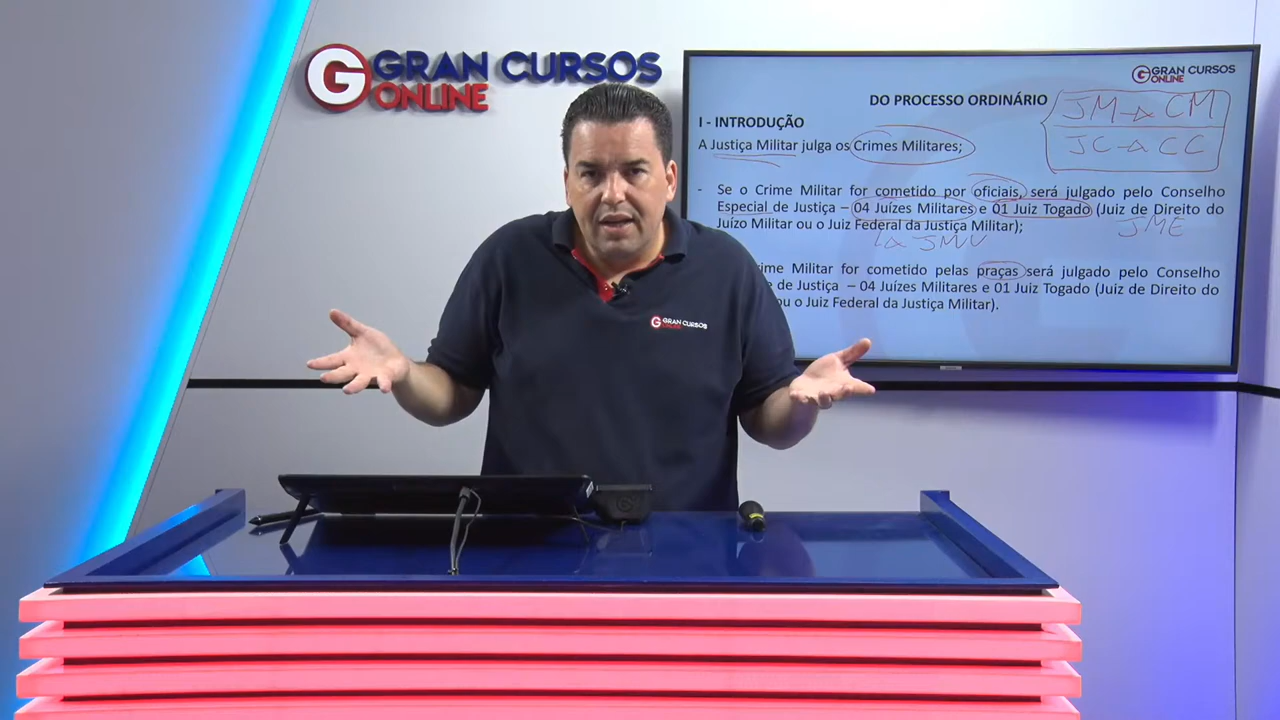 GRAN CURSOS
ONLINE
GRAN CURSOS
ONLINE
DO PROCESSO ORDINÁRIO
JM → CM
JC → CC
I - INTRODUÇÃO
A Justiça Militar julga os Crimes Militares;
- Se o Crime Militar for cometido por oficiais, será julgado pelo Conselho
Especial de Justiça – 04 Juízes Militares e 01 Juiz Togado (Juiz de Direito do
Juízo Militar ou o Juiz Federal da Justiça Militar);
JME
JMU
rime Militar for cometido pelas praças será julgado pelo Conselho
e de Justiça – 04 Juízes Militares e 01 Juiz Togado (Juiz de Direito do
ou o Juiz Federal da Justiça Militar).
GRAN CURSOS
ONLINE